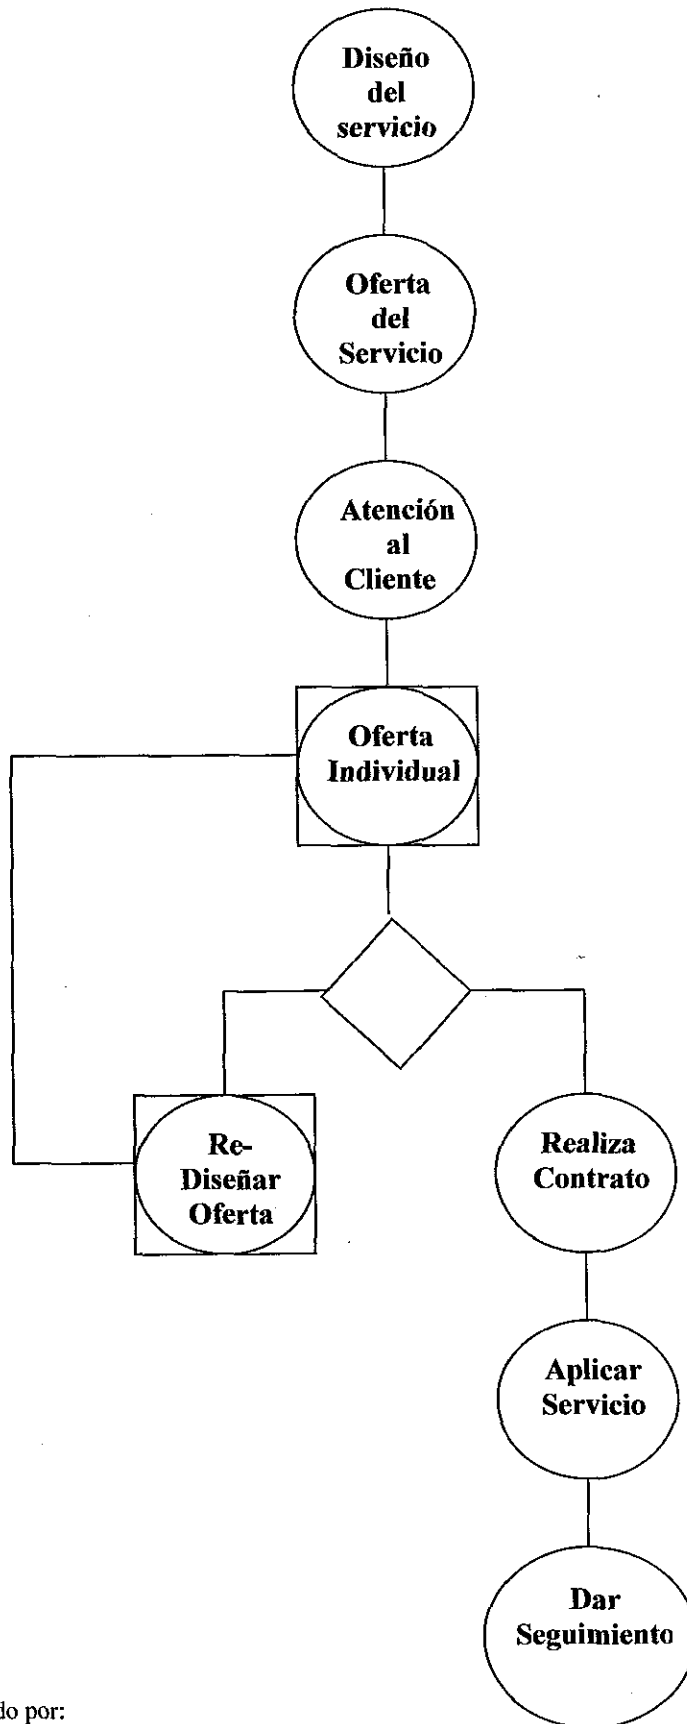 Diseño
del
servicio
Oferta
del
Servicio
Atención
al
Cliente
Oferta
Individual
Re-
Diseñar
Oferta
Realiza
Contrato
Aplicar
Servicio
Dar
Seguimiento
do por: